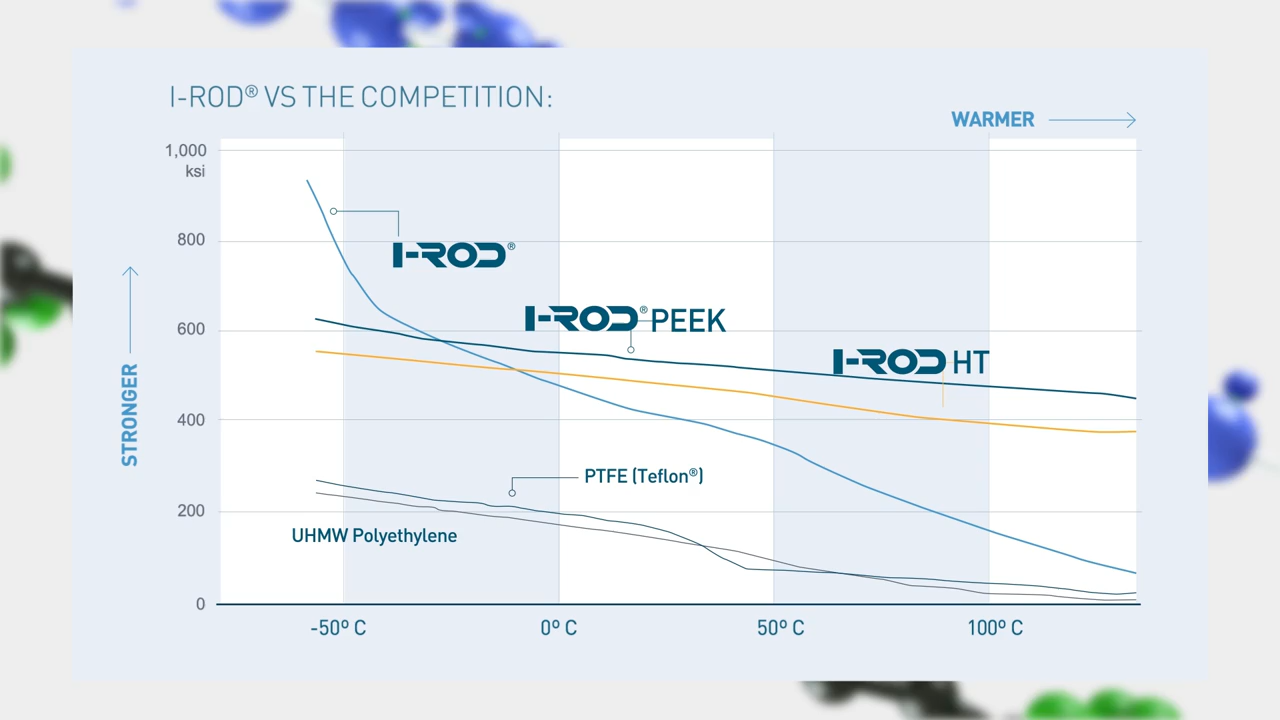 I-ROD® VS THE COMPETITION:
WARMER
1,000
ksi
800
I-ROD®
600
I-ROD® PEEK
I-ROD HT
STRONGER
400
PTFE (Teflon®)
200
UHMW Polyethylene
0
-50º C
0º C
50º C
100º C